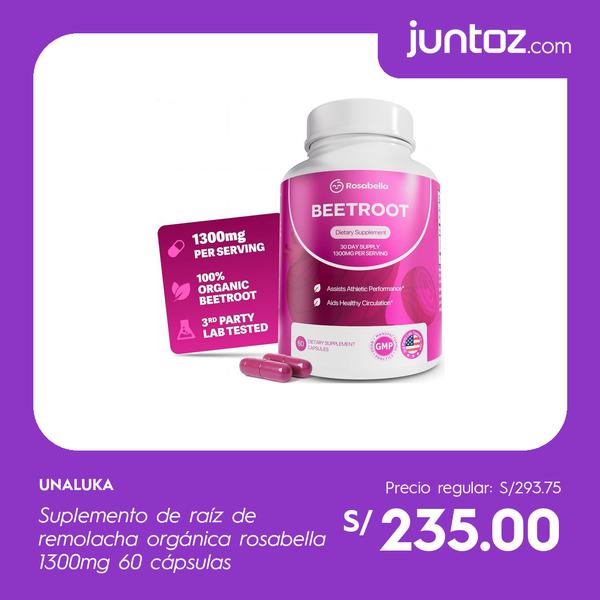 juntoz.com
Rosabella
BEETROOT
Dietary Supplement
30 DAY SUPPLY
1300MG PER SERVING
Assists Athletic Performance*
Aids Healthy Circulation*
60
DIETARY SUPPLEMENT
CAPSULES
GMP
1300mg
PER SERVING
100%
ORGANIC
BEETROOT
3RD PARTY
LAB TESTED
UNALUKA
Suplemento de raíz de
remolacha orgánica rosabella
1300mg 60 cápsulas
Precio regular: S/293.75
S/ 235.00